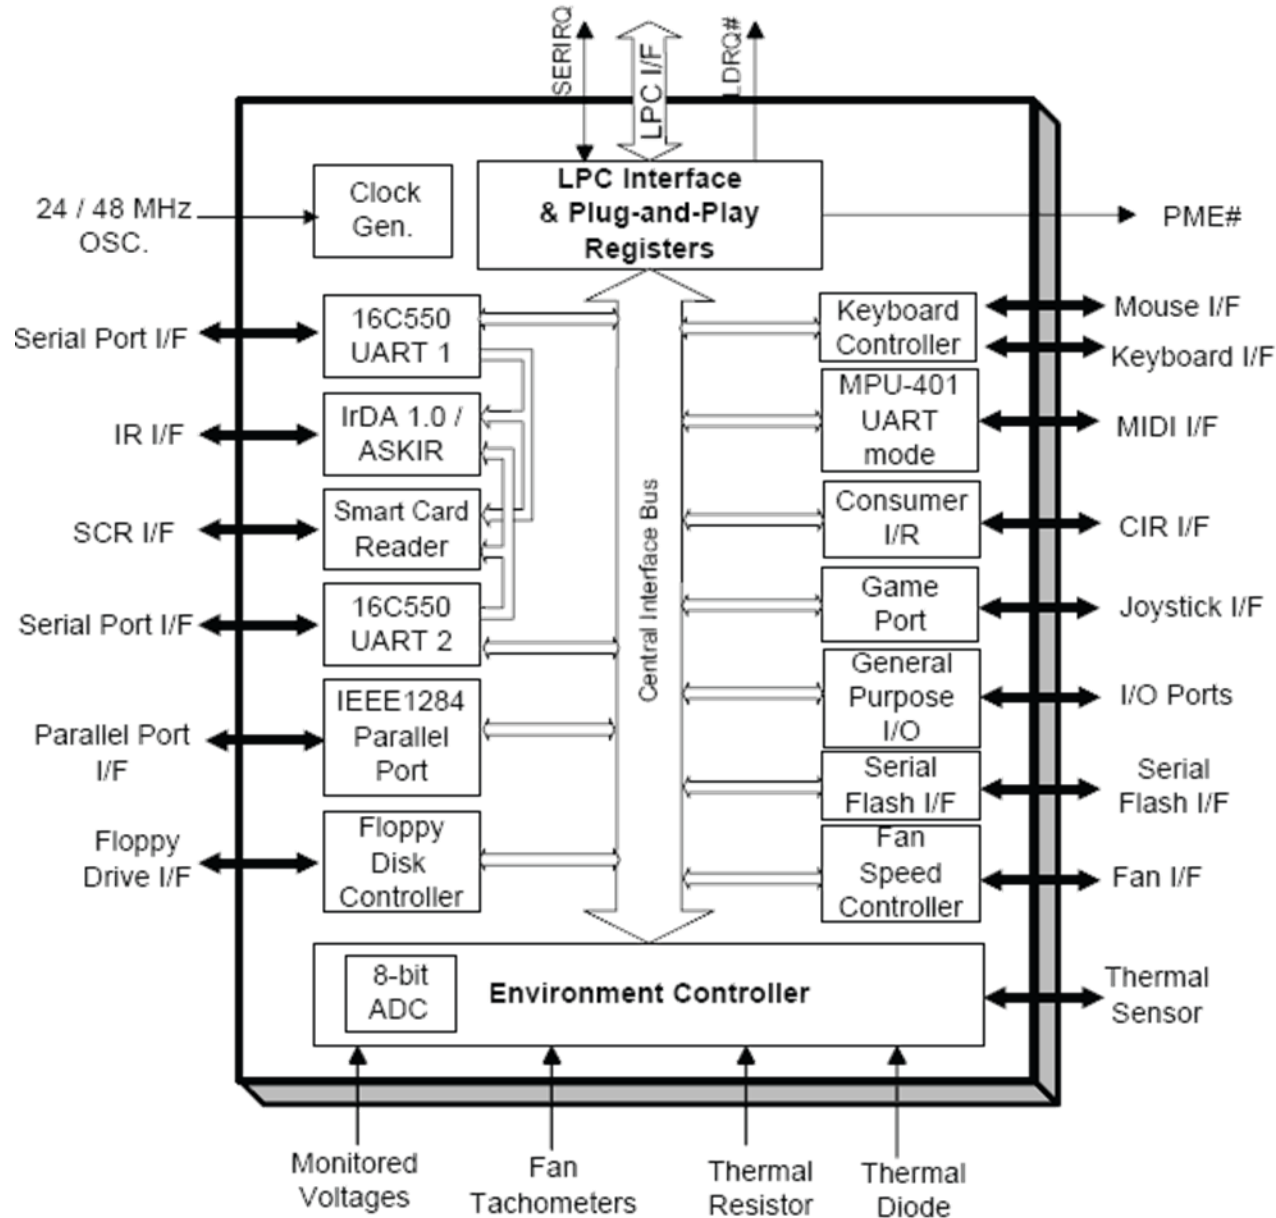 SERIRQ
LPC I/F
LDRQ#
24 / 48 MHz
OSC.
Clock
Gen.
LPC Interface
& Plug-and-Play
Registers
PME#
Serial Port I/F
16C550
UART 1
Keyboard
Controller
Mouse I/F
Keyboard I/F
IR I/F
IrDA 1.0 /
ASKIR
MPU-401
UART
mode
MIDI I/F
SCR I/F
Smart Card
Reader
Central Interface Bus
Consumer
I/R
CIR I/F
Serial Port I/F
16C550
UART 2
Game
Port
Joystick I/F
Parallel Port
I/F
IEEE1284
Parallel
Port
General
Purpose
I/O
I/O Ports
Serial
Flash I/F
Serial
Flash I/F
Floppy
Drive I/F
Floppy
Disk
Controller
Fan
Speed
Controller
Fan I/F
8-bit
ADC
Environment Controller
Thermal
Sensor
Monitored
Voltages
Fan
Tachometers
Thermal
Resistor
Thermal
Diode